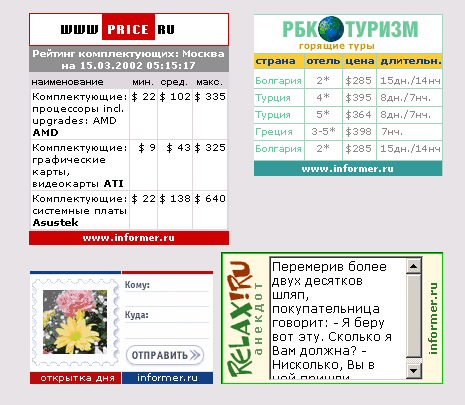 WWW PRICE RU
Рейтинг комплектующих: Москва
на 15.03.2002 05:15:17
наименование мин. сред. макс.
Комплектующие: $ 22 $ 102 $ 335
процессоры incl.
upgrades: AMD
AMD
Комплектующие: $ 9 $ 43 $ 325
графические
карты,
видеокарты ATI
Комплектующие: $ 22 $ 138 $ 640
системные платы
Asustek
www.informer.ru
РБК ТУРИЗМ
горящие туры
страна отель цена длительн.
Болгария 2* $285 15дн./14нч
Турция 4* $395 8дн./7нч.
Турция 5* $364 8дн./7нч.
Греция 3-5* $398 7нч.
Болгария 2* $285 15дн./14нч
www.informer.ru
Кому:
Куда:
ОТПРАВИТЬ >>
открытка дня informer.ru
RELAX!RU
анекдот
Перемерив более
двух десятков
шляп,
покупательница
говорит: - Я беру
вот эту. Сколько я
Вам должна? -
Нисколько, Вы в
ней пришли
informer.ru